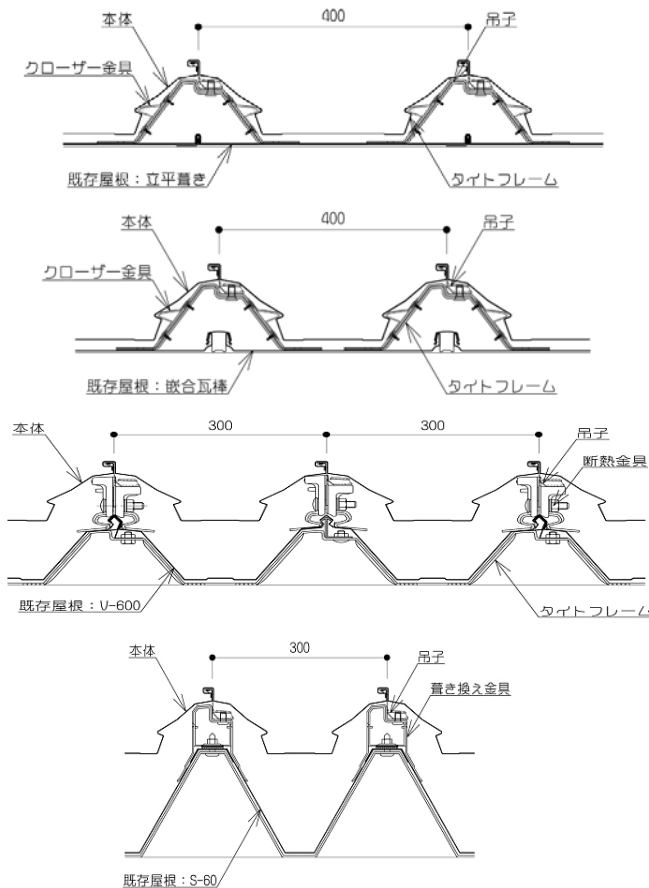 400
本体
吊子
クローザー金具
既存屋根：立平葺き
タイトフレーム
400
本体
吊子
クローザー金具
既存屋根：嵌合瓦棒
タイトフレーム
300
300
本体
吊子
断熱金具
既存屋根：U-600
タイトフレーム
300
本体
吊子
葺き換え金具
既存屋根：S-60